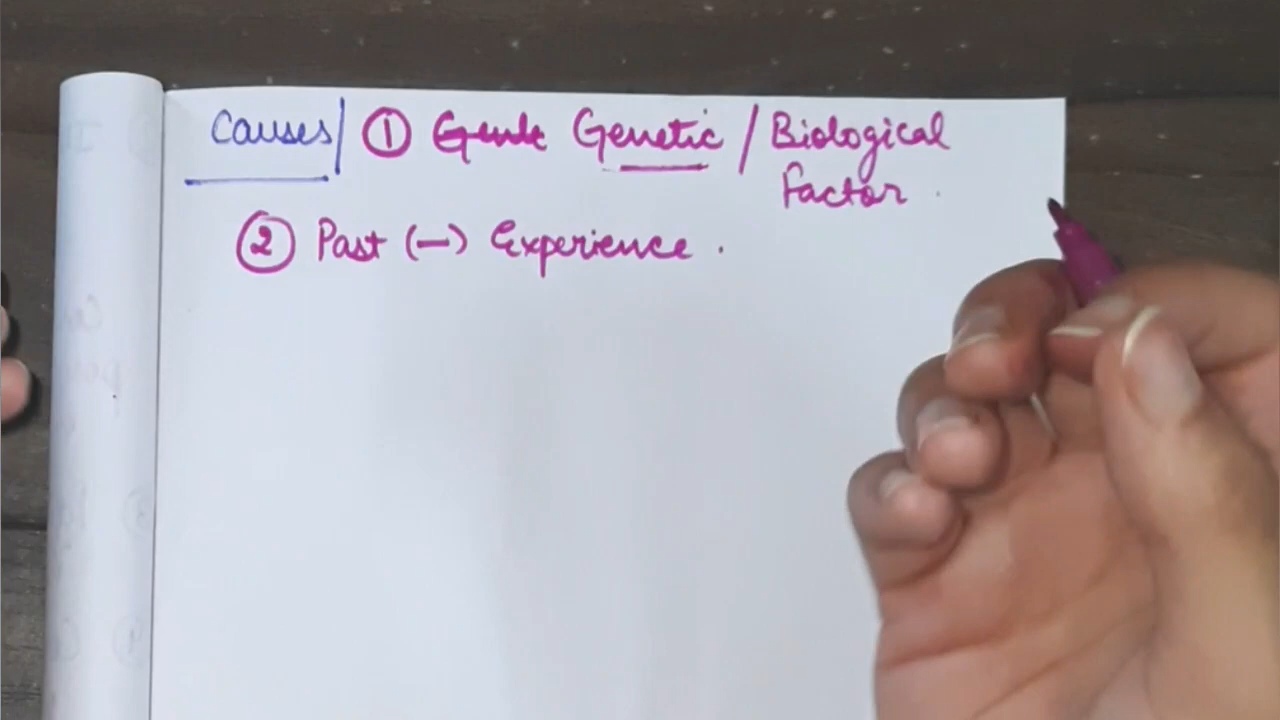 Causes/ ① Genetic / Biological
Factor.
② Past (-) Experience.